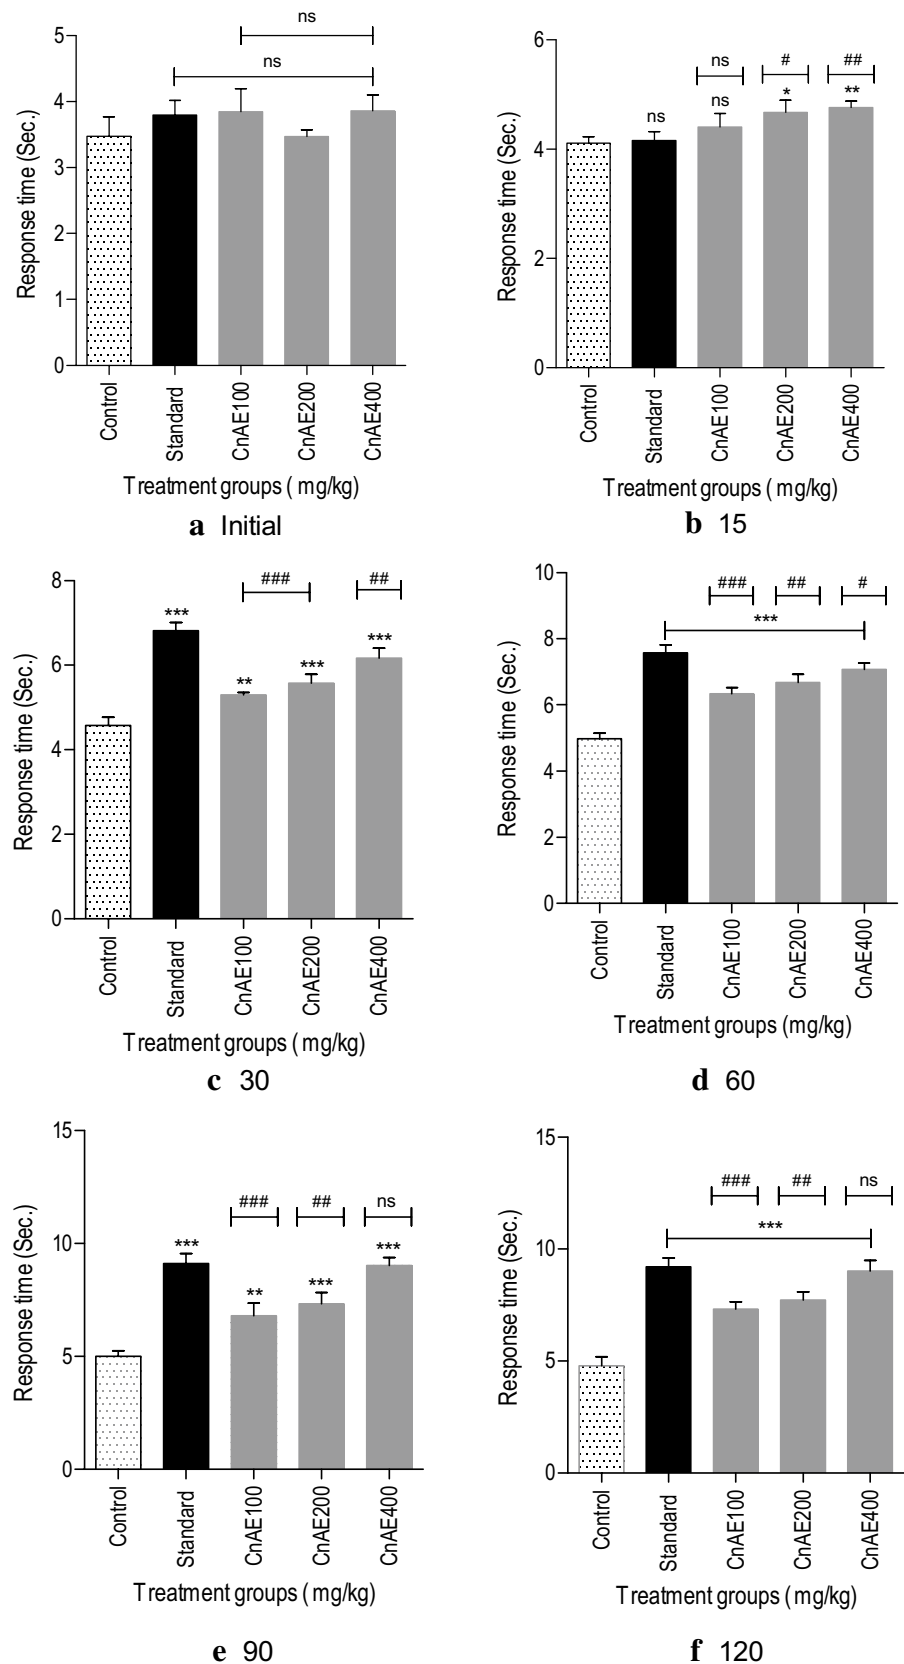 ns
ns
5
4
3
2
1
0
Response time (Sec.)
Control
Standard
CnAE100
CnAE200
CnAE400
Treatment groups ( mg/kg)
a Initial
ns # ##
ns ns * **
6
4
2
0
Response time (Sec.)
Control
Standard
CnAE100
CnAE200
CnAE400
Treatment groups ( mg/kg)
b 15
### ##
*** ** *** ***
8
6
4
2
0
Response time (Sec.)
Control
Standard
CnAE100
CnAE200
CnAE400
Treatment groups ( mg/kg)
c 30
### ## #
***
10
8
6
4
2
0
Response time (Sec.)
Control
Standard
CnAE100
CnAE200
CnAE400
Treatment groups (mg/kg)
d 60
### ## ns
*** ** *** ***
15
10
5
0
Response time (Sec.)
Control
Standard
CnAE100
CnAE200
CnAE400
Treatment groups ( mg/kg)
e 90
### ## ns
***
15
10
5
0
Response time (Sec.)
Control
Standard
CnAE100
CnAE200
CnAE400
Treatment groups ( mg/kg)
f 120